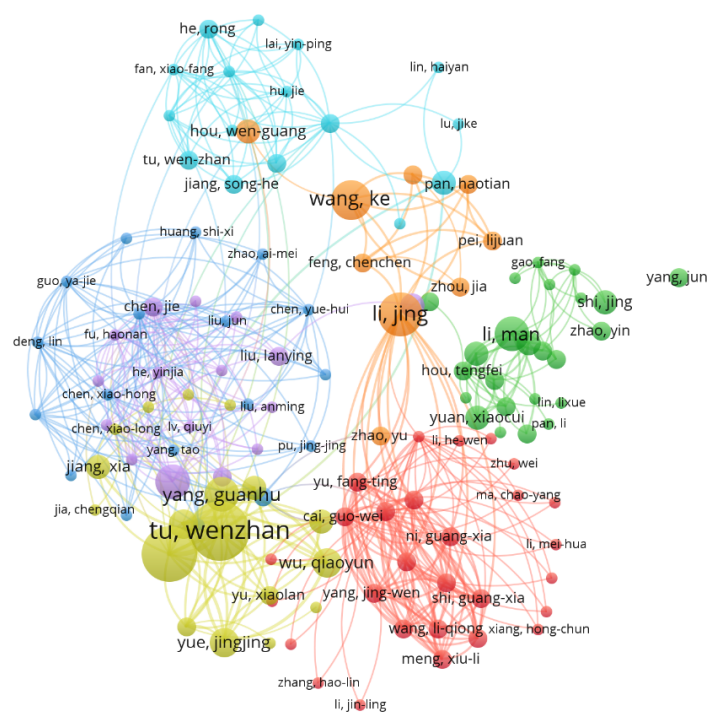 he, rong
lai, yin-ping
fan, xiao-fang
lin, haiyan
hu, jie
hou, wen-guang
lu, jike
tu, wen-zhan
jiang, song-he
pan, haotian
wang, ke
huang, shi-xi
pei, lijuan
zhao, ai-mei
feng, chenchen
gao, fang
yang, jun
guo, ya-jie
zhou, jia
chen, jie
shi, jing
chen, yue-hui
li, jing
liu, jun
fu, haonan
li, man
zhao, yin
deng, lin
liu, lanying
he, yinjia
hou, tengfei
chen, xiao-hong
liu, anming
lin, lixue
yuan, xiaocui
pan, li
chen, xiao-long
lv, qiuyi
zhao, yu
li, he-wen
pu, jing-jing
yang, tao
jiang, xia
zhu, wei
yu, fang-ting
yang, guanhu
ma, chao-yang
jia, chengqian
cai, guo-wei
tu, wenzhan
ni, guang-xia
li, mei-hua
wu, qiaoyun
yu, xiaolan
yang, jing-wen
shi, guang-xia
wang, li-qiong
xiang, hong-chun
yue, jingjing
meng, xiu-li
zhang, hao-lin
li, jin-ling